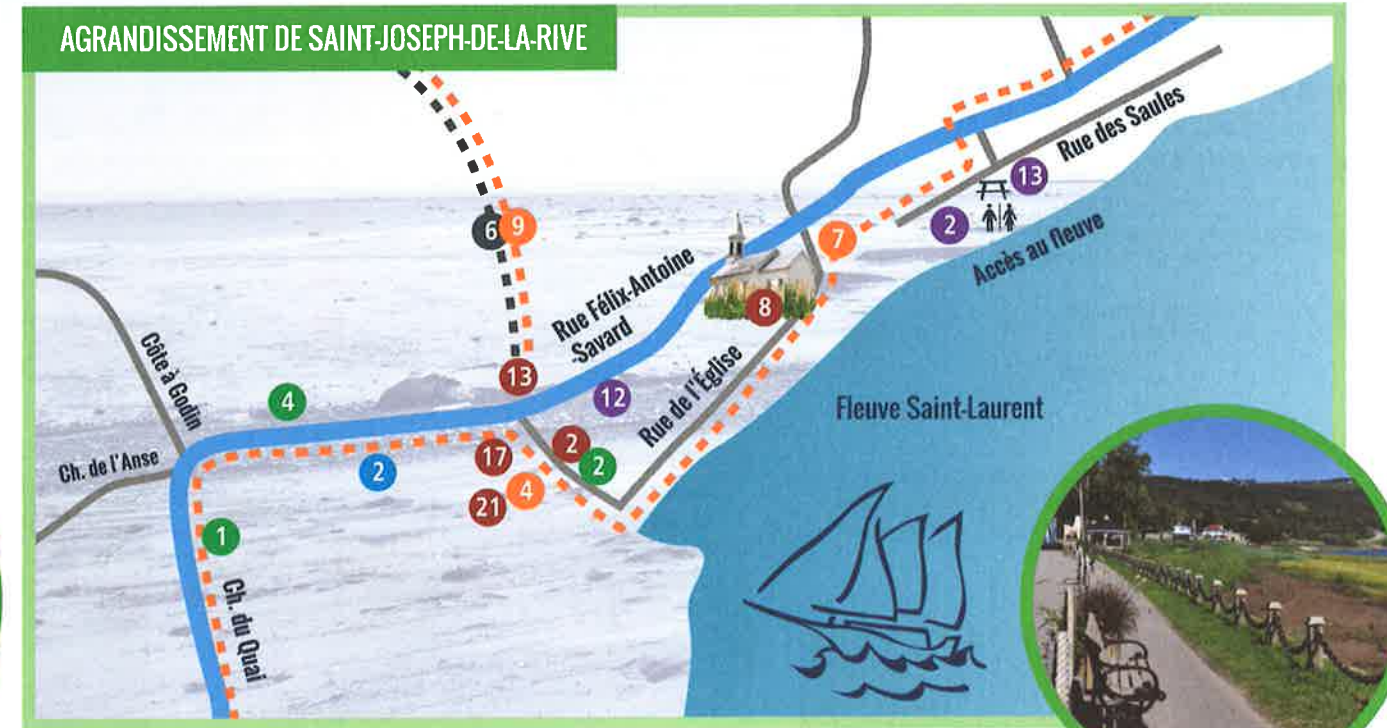 AGRANDISSEMENT DE SAINT-JOSEPH-DE-LA-RIVE
Rue des Saules
13
2
Accès au fleuve
6
9
7
Rue Félix-Antoine
-Savard
8
Côte à Godin
13
4
12
Rue de l'Église
Fleuve Saint-Laurent
Ch. de l'Anse
2
17
2
2
4
21
1
Ch. du Quai